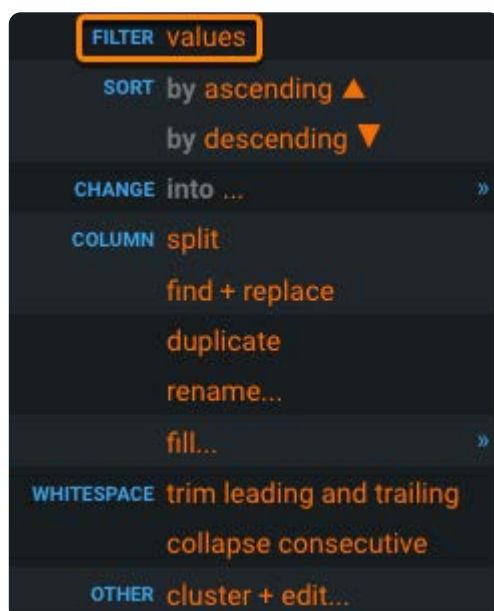 FILTER values
SORT by ascending ▲
by descending ▼
CHANGE into ... »
COLUMN split
find + replace
duplicate
rename...
fill... »
WHITESPACE trim leading and trailing
collapse consecutive
OTHER cluster + edit...